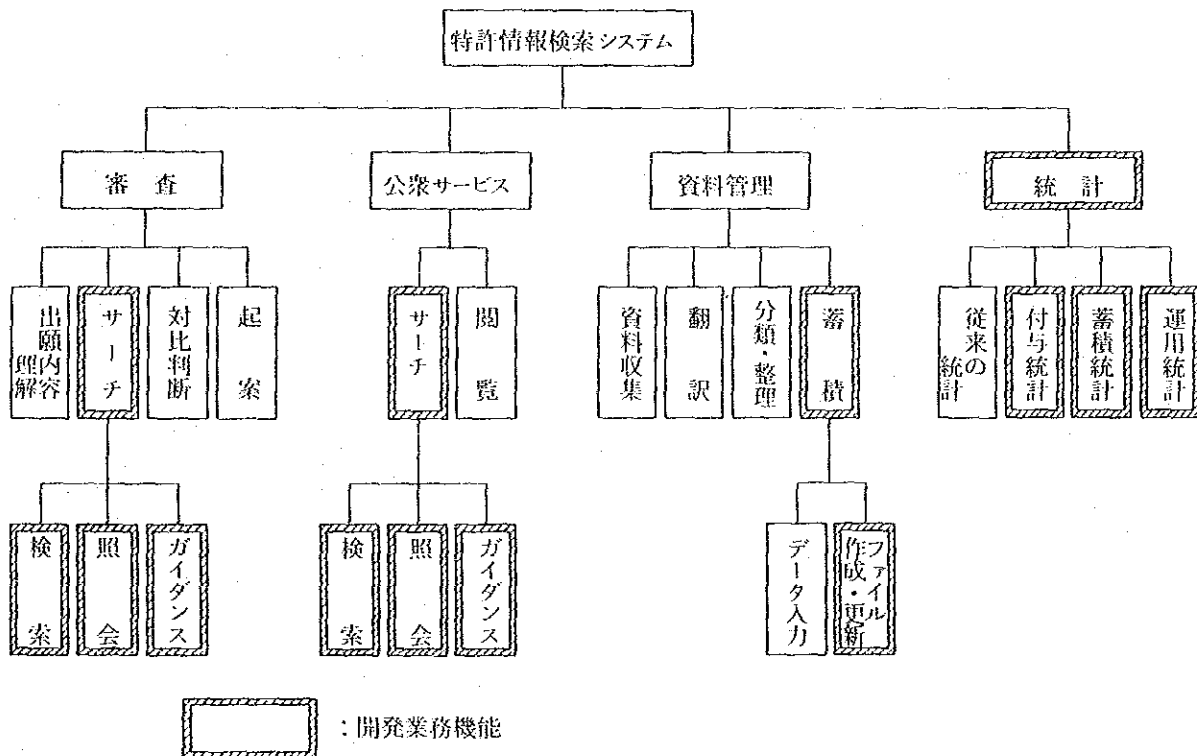 特許情報検索システム
審査
公衆サービス
資料管理
統計
出願内容
理解
サーチ
対比判断
起案
サーチ
閲覧
資料収集
翻訳
分類・整理
蓄積
従来の
統計
付与統計
蓄積統計
運用統計
検索
照会
ガイダンス
検索
照会
ガイダンス
データ入力
ファイル
作成・更新
：開発業務機能